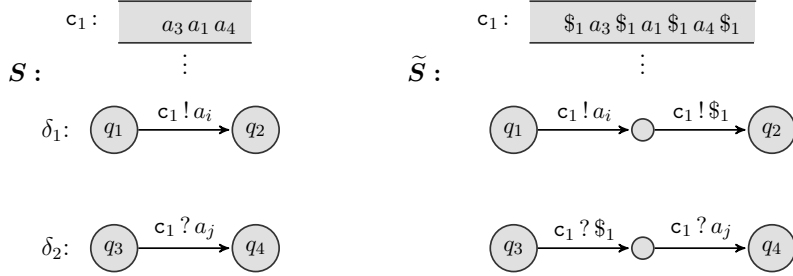 c₁: a₃ a₁ a₄ c₁: $₁ a₃ $₁ a₁ $₁ a₄ $₁
⋮ ⋮
S : S̃ :
δ₁: q₁ c₁ ! aᵢ q₂ q₁ c₁ ! aᵢ c₁ ! $₁ q₂
δ₂: q₃ c₁ ? aⱼ q₄ q₃ c₁ ? $₁ c₁ ? aⱼ q₄